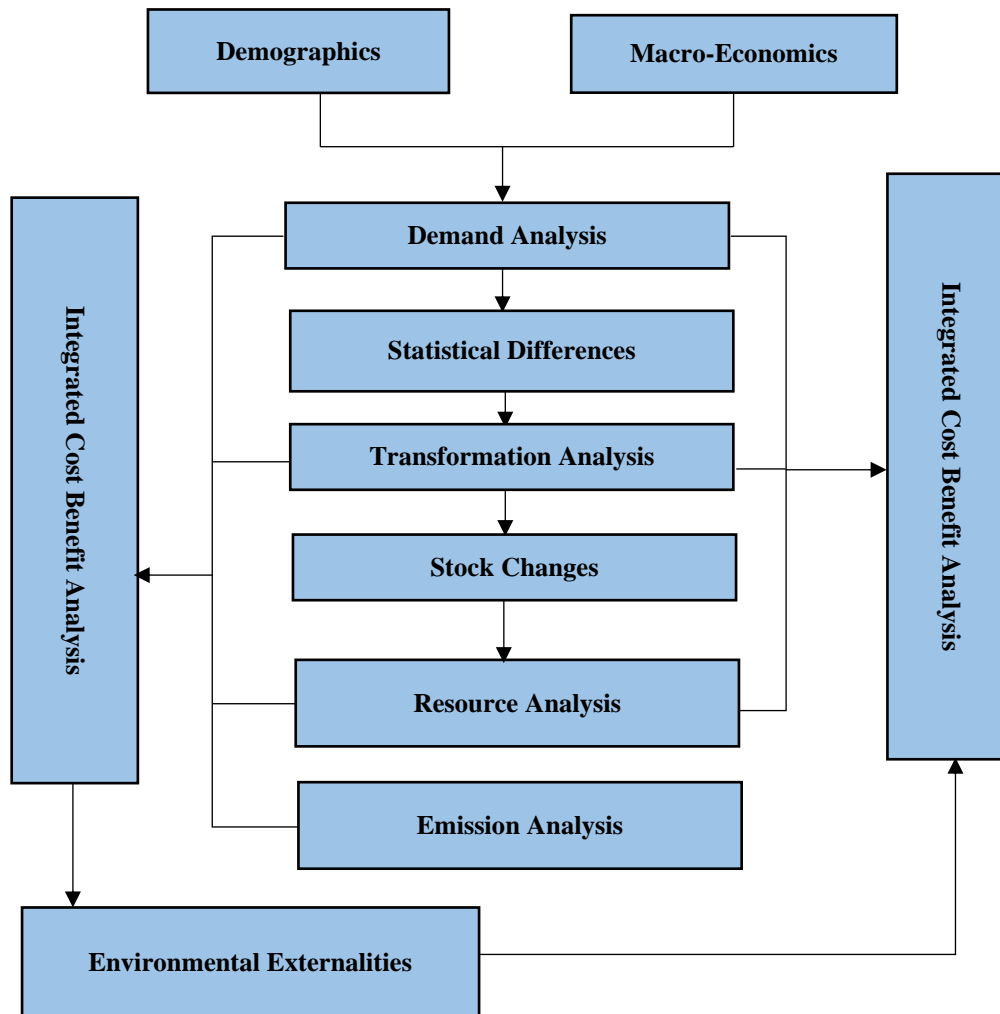 Demographics
Macro-Economics
Integrated Cost Benefit Analysis
Demand Analysis
Statistical Differences
Transformation Analysis
Stock Changes
Resource Analysis
Emission Analysis
Integrated Cost Benefit Analysis
Environmental Externalities